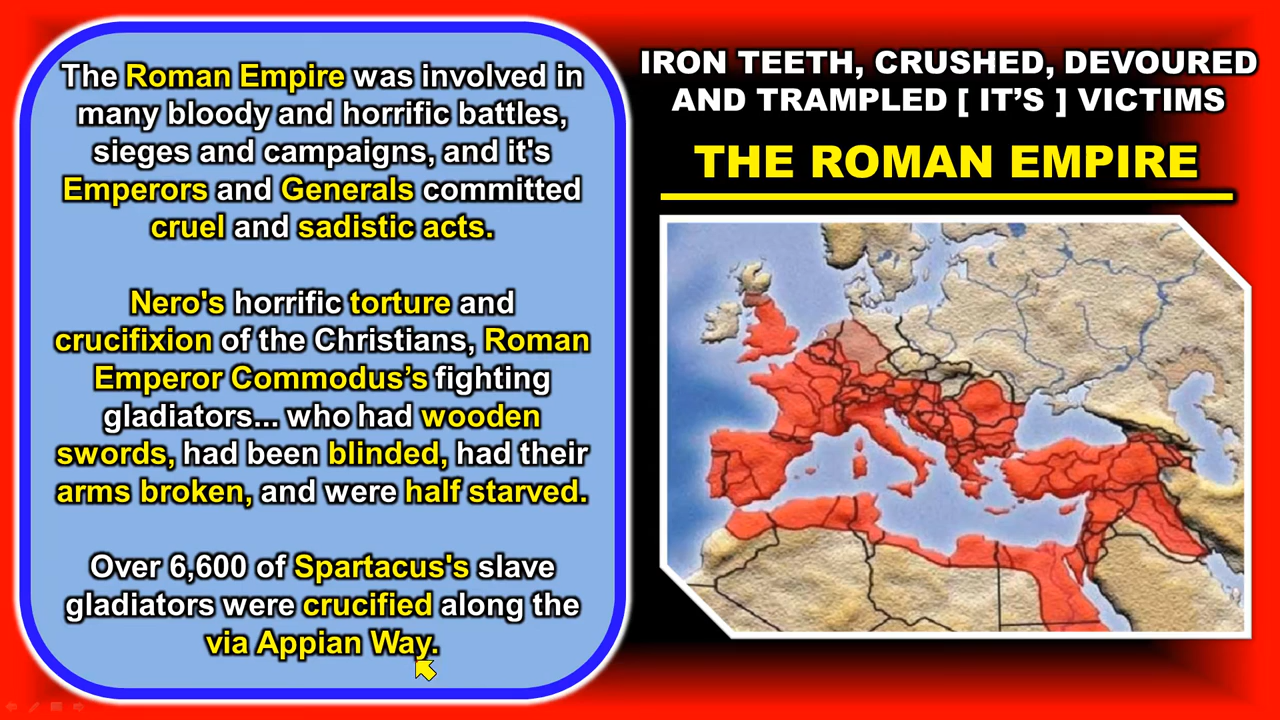 The Roman Empire was involved in
many bloody and horrific battles,
sieges and campaigns, and it's
Emperors and Generals committed
cruel and sadistic acts.
Nero's horrific torture and
crucifixion of the Christians, Roman
Emperor Commodus’s fighting
gladiators... who had wooden
swords, had been blinded, had their
arms broken, and were half starved.
Over 6,600 of Spartacus's slave
gladiators were crucified along the
via Appian Way.
IRON TEETH, CRUSHED, DEVOURED
AND TRAMPLED [ IT’S ] VICTIMS
THE ROMAN EMPIRE